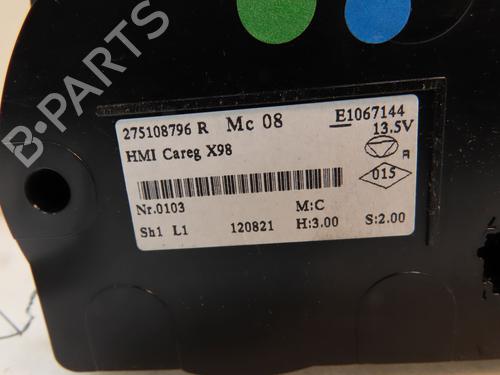 275108796 R Mc 08 E1067144
13.5V
HMI Careg X98
R
015
Nr.0103 M:C
Sh1 L1 120821 H:3.00 S:2.00
B-PARTS